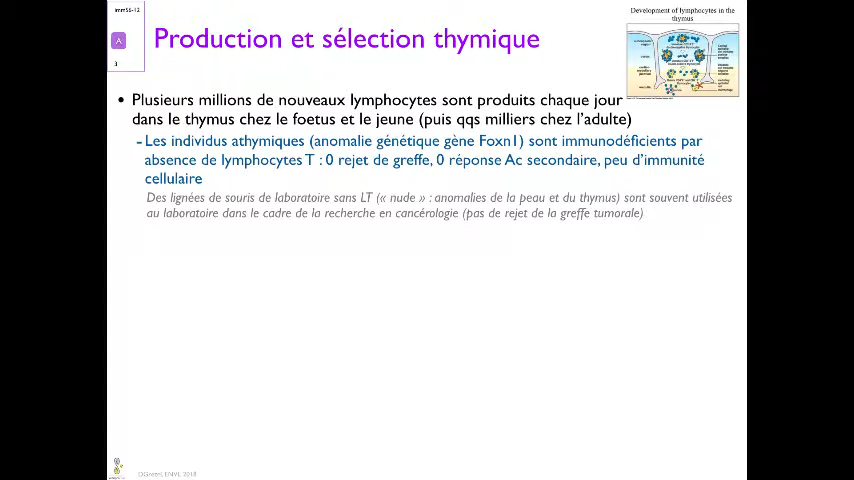 imm56-12
A
3
Production et sélection thymique
Development of lymphocytes in the
thymus
• Plusieurs millions de nouveaux lymphocytes sont produits chaque jour
dans le thymus chez le foetus et le jeune (puis qqs milliers chez l'adulte)
- Les individus athymiques (anomalie génétique gène Foxn1) sont immunodéficients par
absence de lymphocytes T : 0 rejet de greffe, 0 réponse Ac secondaire, peu d'immunité
cellulaire
Des lignées de souris de laboratoire sans LT (« nude » : anomalies de la peau et du thymus) sont souvent utilisées
au laboratoire dans le cadre de la recherche en cancérologie (pas de rejet de la greffe tumorale)